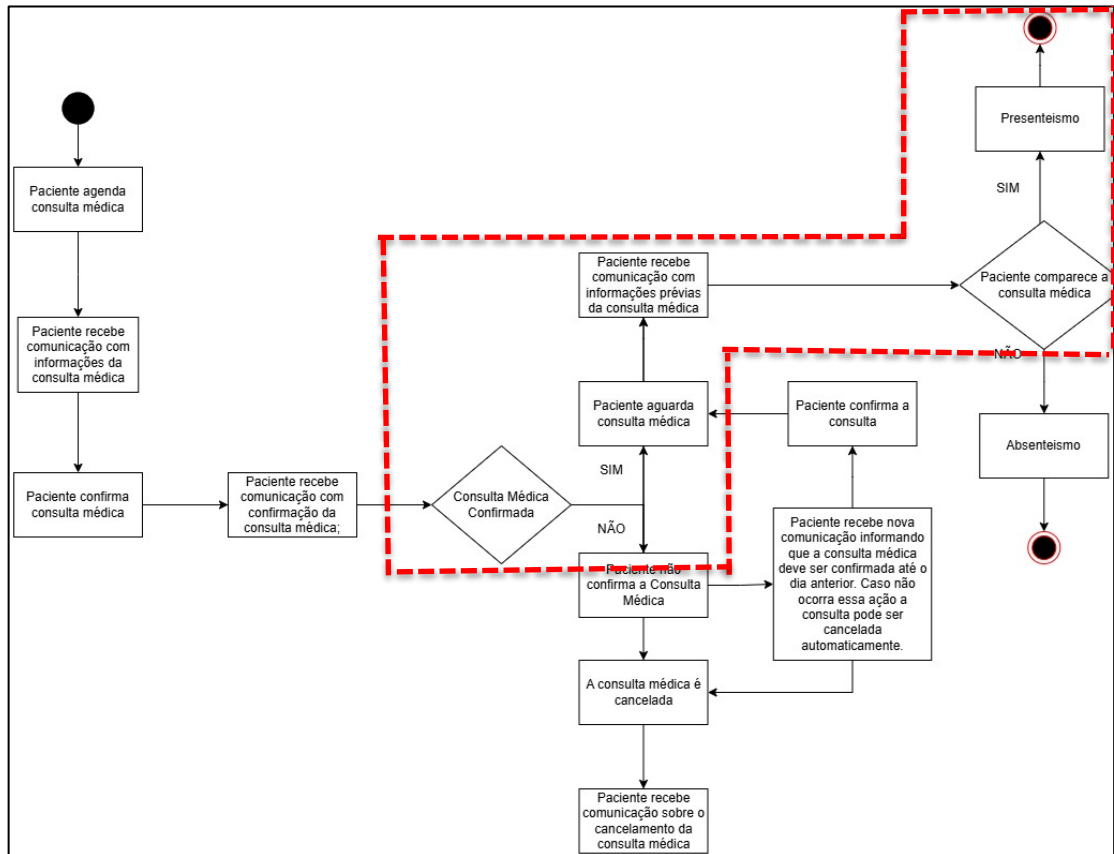 Paciente agenda
consulta médica
Paciente recebe
comunicação com
informações da
consulta médica
Paciente confirma
consulta médica
Paciente recebe
comunicação com
confirmação da
consulta médica;
Consulta Médica
Confirmada
SIM
NÃO
Paciente aguarda
consulta médica
Paciente recebe
comunicação com
informações prévias
da consulta médica
Paciente comparece a
consulta médica
SIM
Presenteismo
NÃO
Absenteismo
Paciente não
confirma a Consulta
Médica
Paciente recebe nova
comunicação informando
que a consulta médica
deve ser confirmada até o
dia anterior. Caso não
ocorra essa ação a
consulta pode ser
cancelada
automaticamente.
Paciente confirma a
consulta
A consulta médica é
cancelada
Paciente recebe
comunicação sobre o
cancelamento da
consulta médica